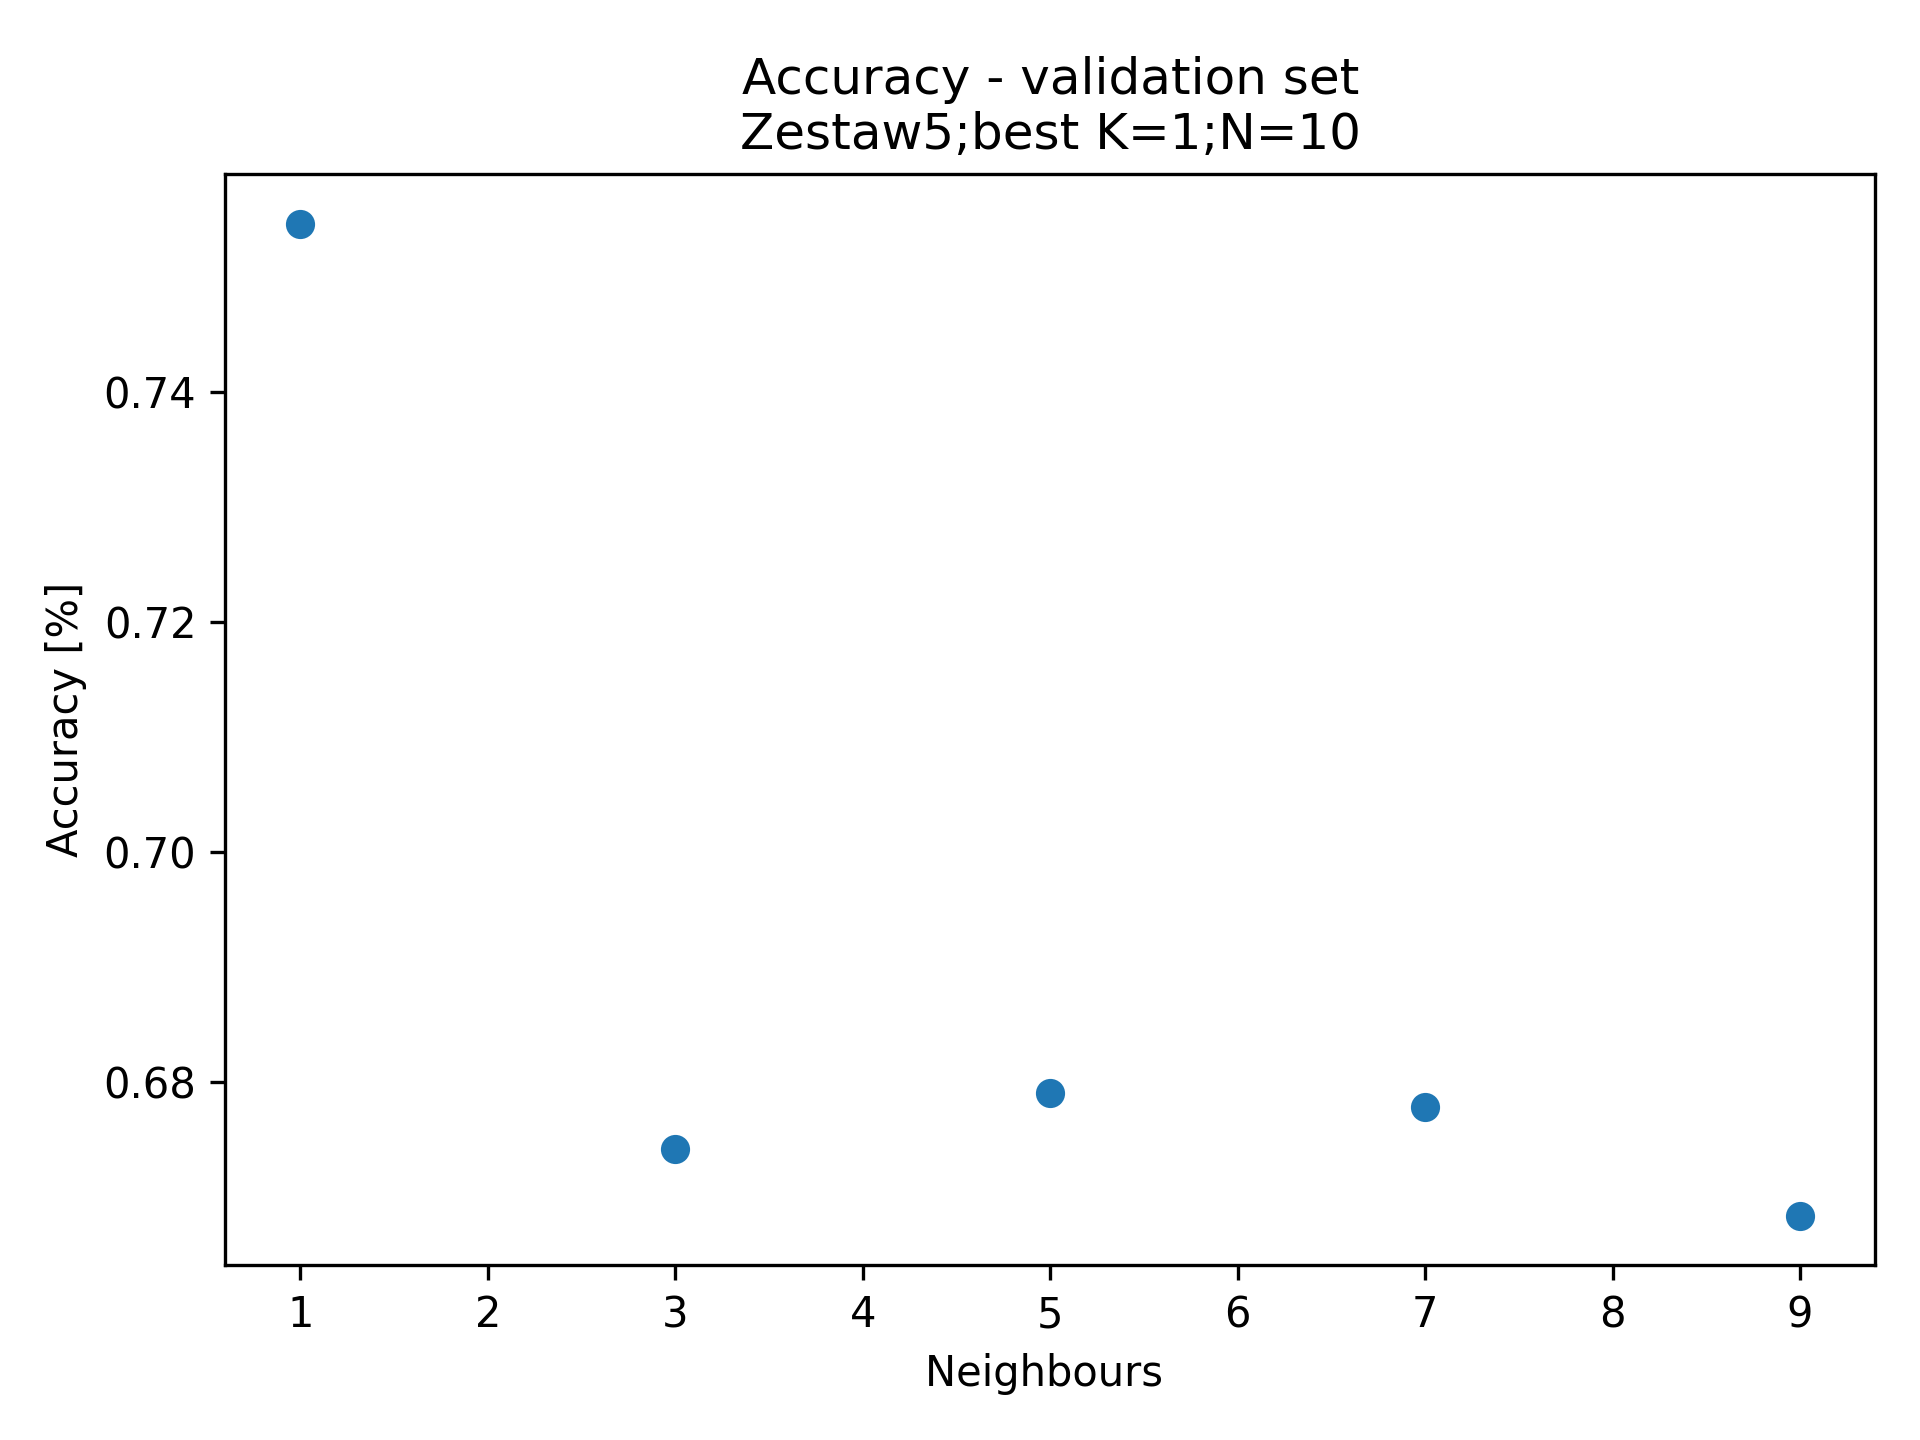 Accuracy - validation set
Zestaw5;best K=1;N=10
Accuracy [%]
0.74
0.72
0.70
0.68
1 2 3 4 5 6 7 8 9
Neighbours